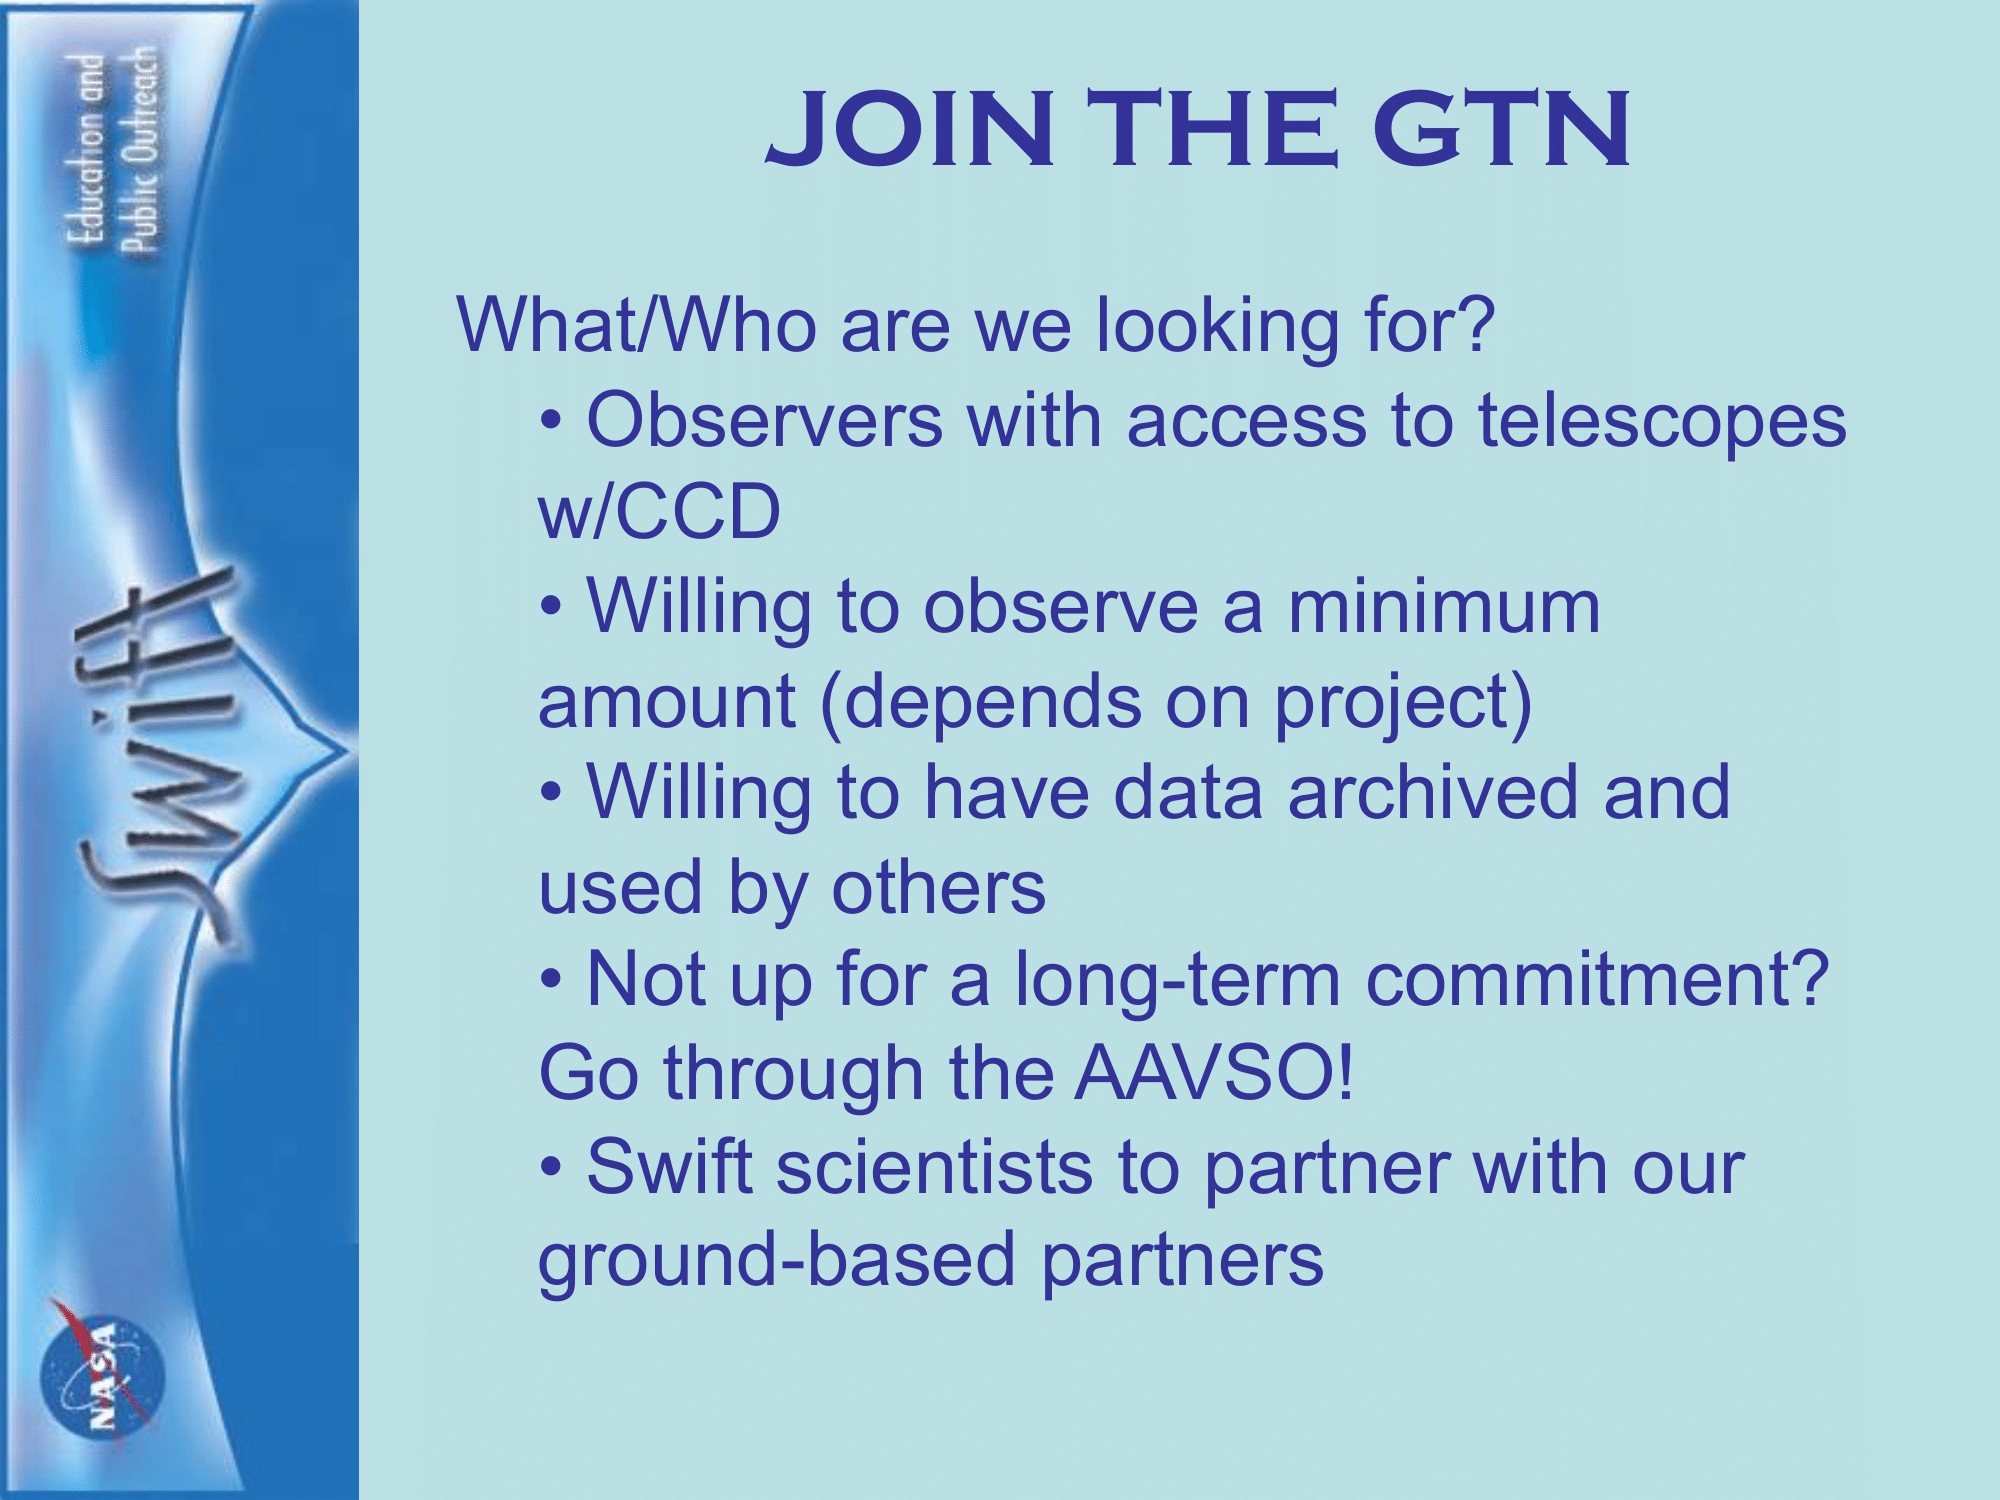 Education and
Public Outreach
Swift
NASA
JOIN THE GTN
What/Who are we looking for?
• Observers with access to telescopes
w/CCD
• Willing to observe a minimum
amount (depends on project)
• Willing to have data archived and
used by others
• Not up for a long-term commitment?
Go through the AAVSO!
• Swift scientists to partner with our
ground-based partners